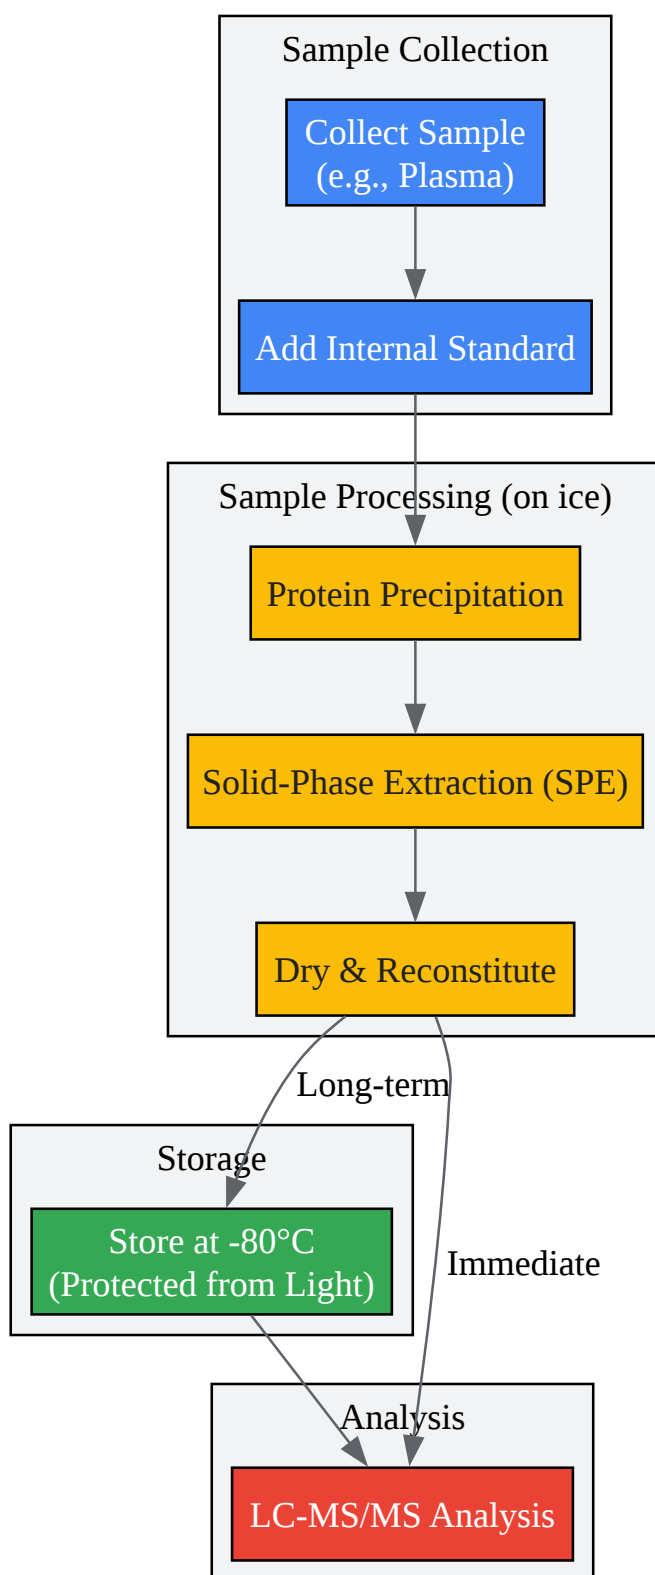 Sample Collection
Collect Sample
(e.g., Plasma)
Add Internal Standard
Sample Processing (on ice)
Protein Precipitation
Solid-Phase Extraction (SPE)
Dry & Reconstitute
Long-term
Storage
Store at -80°C
(Protected from Light)
Immediate
Analysis
LC-MS/MS Analysis